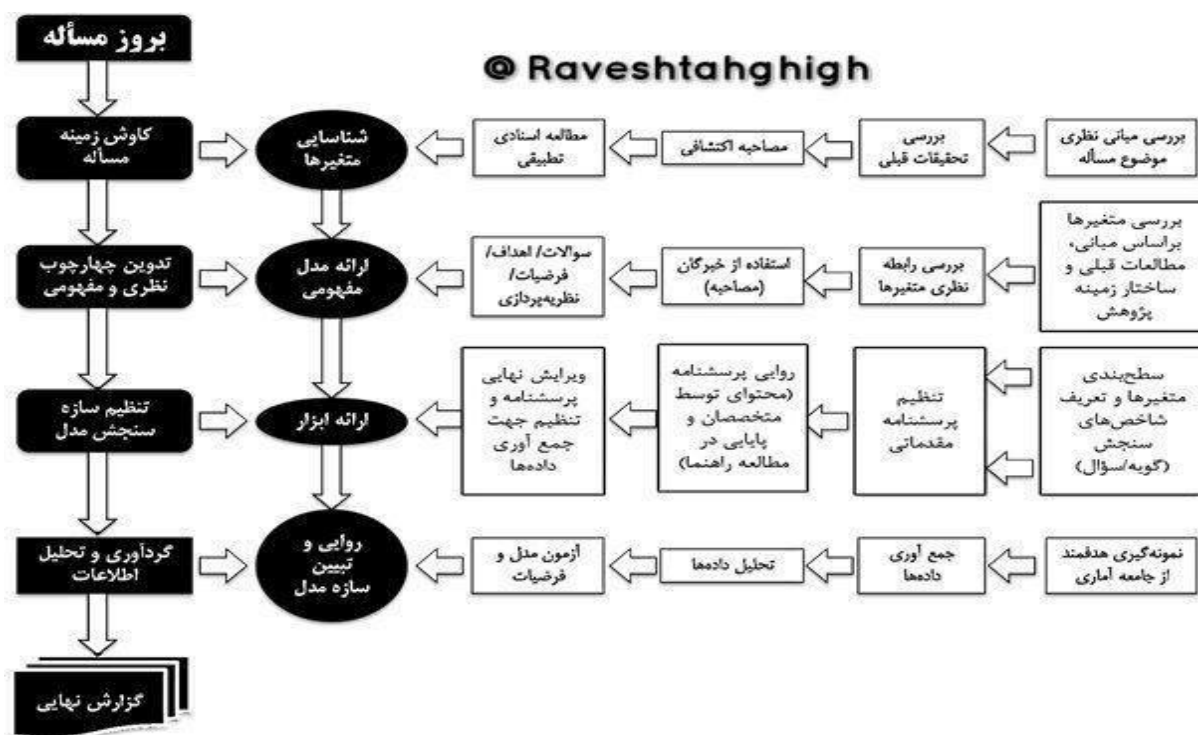 بروز مسأله
@ Raveshtahghigh
کاوش زمینه
مسأله
شناسایی
متغیرها
مطالعه اسنادی
تطبیقی
مصاحبه اکتشافی
بررسی
تحقیقات قبلی
بررسی مبانی نظری
موضوع مسأله
تدوین چهارچوب
نظری و مفهومی
ارائه مدل
مفهومی
سوالات/ اهداف/
فرضیات/
نظریه‌پردازی
استفاده از خبرگان
(مصاحبه)
بررسی رابطه
نظری متغیرها
بررسی متغیرها
براساس مبانی،
مطالعات قبلی و
ساختار زمینه
پژوهش
تنظیم سازه
سنجش مدل
ارائه ابزار
ویرایش نهایی
پرسشنامه و
تنظیم جهت
جمع آوری
داده‌ها
روایی پرسشنامه
(محتوای توسط
متخصصان و
پایایی در
مطالعه راهنما)
تنظیم
پرسشنامه
مقدماتی
سطح‌بندی
متغیرها و تعریف
شاخص‌های
سنجش
(گویه/سؤال)
گردآوری و تحلیل
اطلاعات
روایی و
تبیین
سازه مدل
آزمون مدل و
فرضیات
تحلیل داده‌ها
جمع آوری
داده‌ها
نمونه‌گیری هدفمند
از جامعه آماری
گزارش نهایی